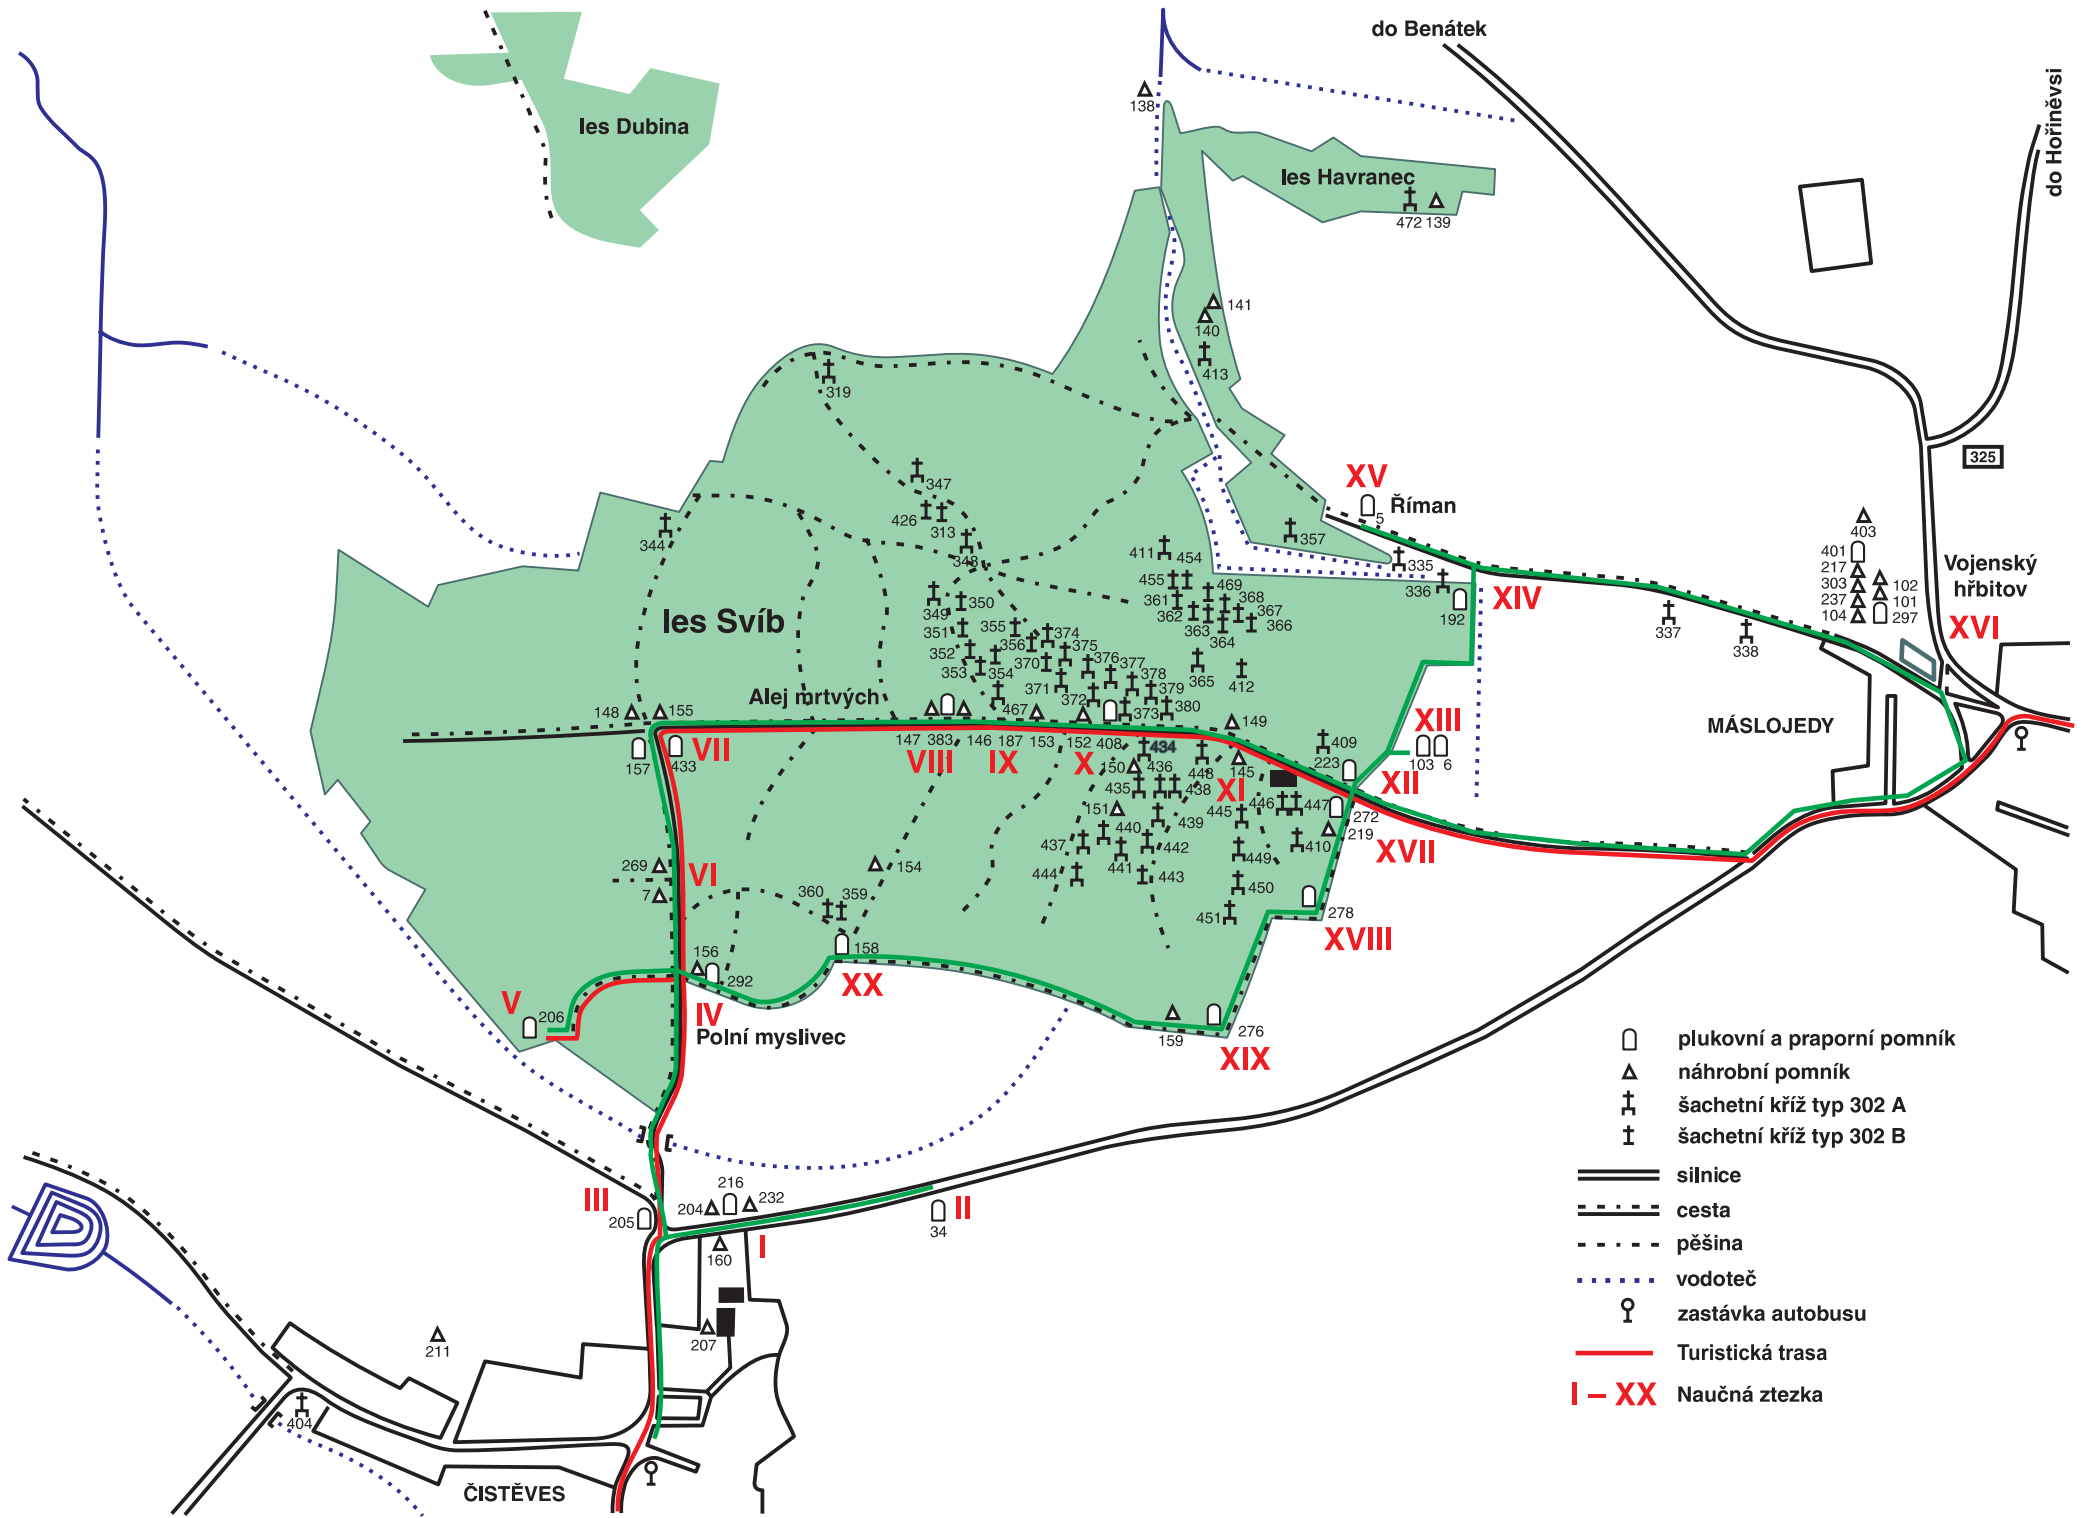 do Benátek
do Hořiněvsi
138
les Dubina
les Havranec
472
139
141
140
413
319
325
XV
5
Říman
347
426
313
344
348
357
335
336
192
XIV
411
454
455
469
361
368
362
367
363
366
364
365
412
403
401
217
303
237
104
102
101
297
Vojenský
hřbitov
XVI
337
338
les Svíb
349
350
351
355
352
356
353
354
374
375
370
376
377
371
378
372
379
373
380
467
Alej mrtvých
148
155
149
MÁSLOJEDY
157
433
VII
147
383
146
187
153
152
408
434
VIII
IX
X
150
436
448
145
XI
409
223
XII
XIII
103
6
435
438
446
447
151
439
445
272
219
440
437
442
410
XVII
441
449
444
443
450
451
278
XVIII
269
VI
7
154
360
359
158
XX
156
292
V
206
IV
Polní myslivec
159
276
XIX
III
205
204
216
232
34
II
160
I
207
211
404
ČISTĚVES
plukovní a praporní pomník
náhrobní pomník
šachetní kříž typ 302 A
šachetní kříž typ 302 B
silnice
cesta
pěšina
vodoteč
zastávka autobusu
Turistická trasa
I – XX Naučná ztezka